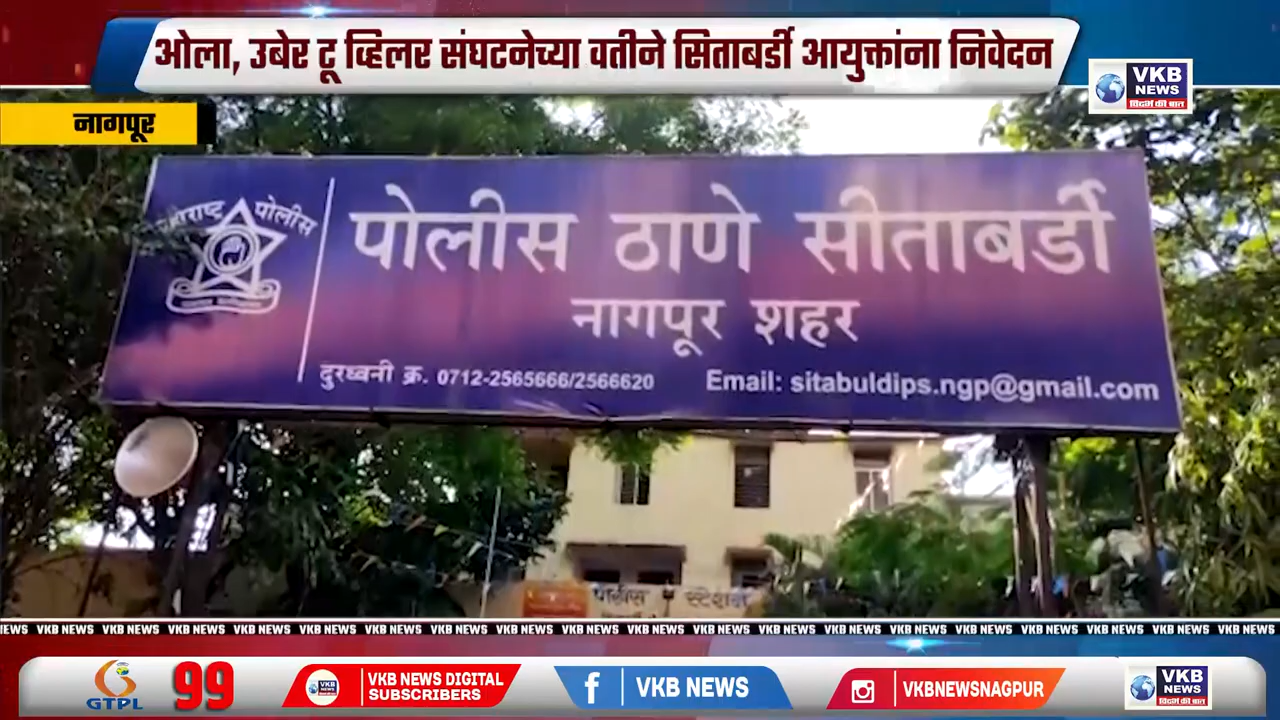 ओला, उबेर टू व्हिलर संघटनेच्या वतीने सिताबर्डी आयुक्तांना निवेदन
VKB
NEWS
विदर्भ की बात
नागपूर
महाराष्ट्र पोलीस
पोलीस ठाणे सीताबर्डी
नागपूर शहर
दुरध्वनी क्र. 0712-2565666/2566620 Email: sitabuldips.ngp@gmail.com
पोलीस स्टेशन
NEWS VKB NEWS VKB NEWS VKB NEWS VKB NEWS VKB NEWS VKB NEWS VKB NEWS VKB NEWS VKB NEWS VKB NEWS VKB NEWS VKB NEWS VKB NEWS VKB NEWS VKB NEWS VKB NEWS VKB NEWS VKB NEWS VKB NEWS
GTPL 99 VKB NEWS DIGITAL SUBSCRIBERS VKB NEWS VKBNEWSNAGPUR VKB NEWS विदर्भ की बात